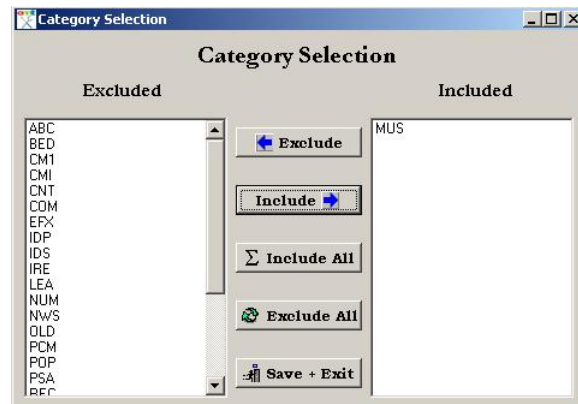 Category Selection
Category Selection
Excluded
Included
ABC
BED
CM1
CMI
CNT
COM
EFX
IDP
IDS
IRE
LEA
NUM
NWS
OLD
PCM
POP
PSA
Exclude
Include
Σ Include All
Exclude All
Save + Exit
MUS